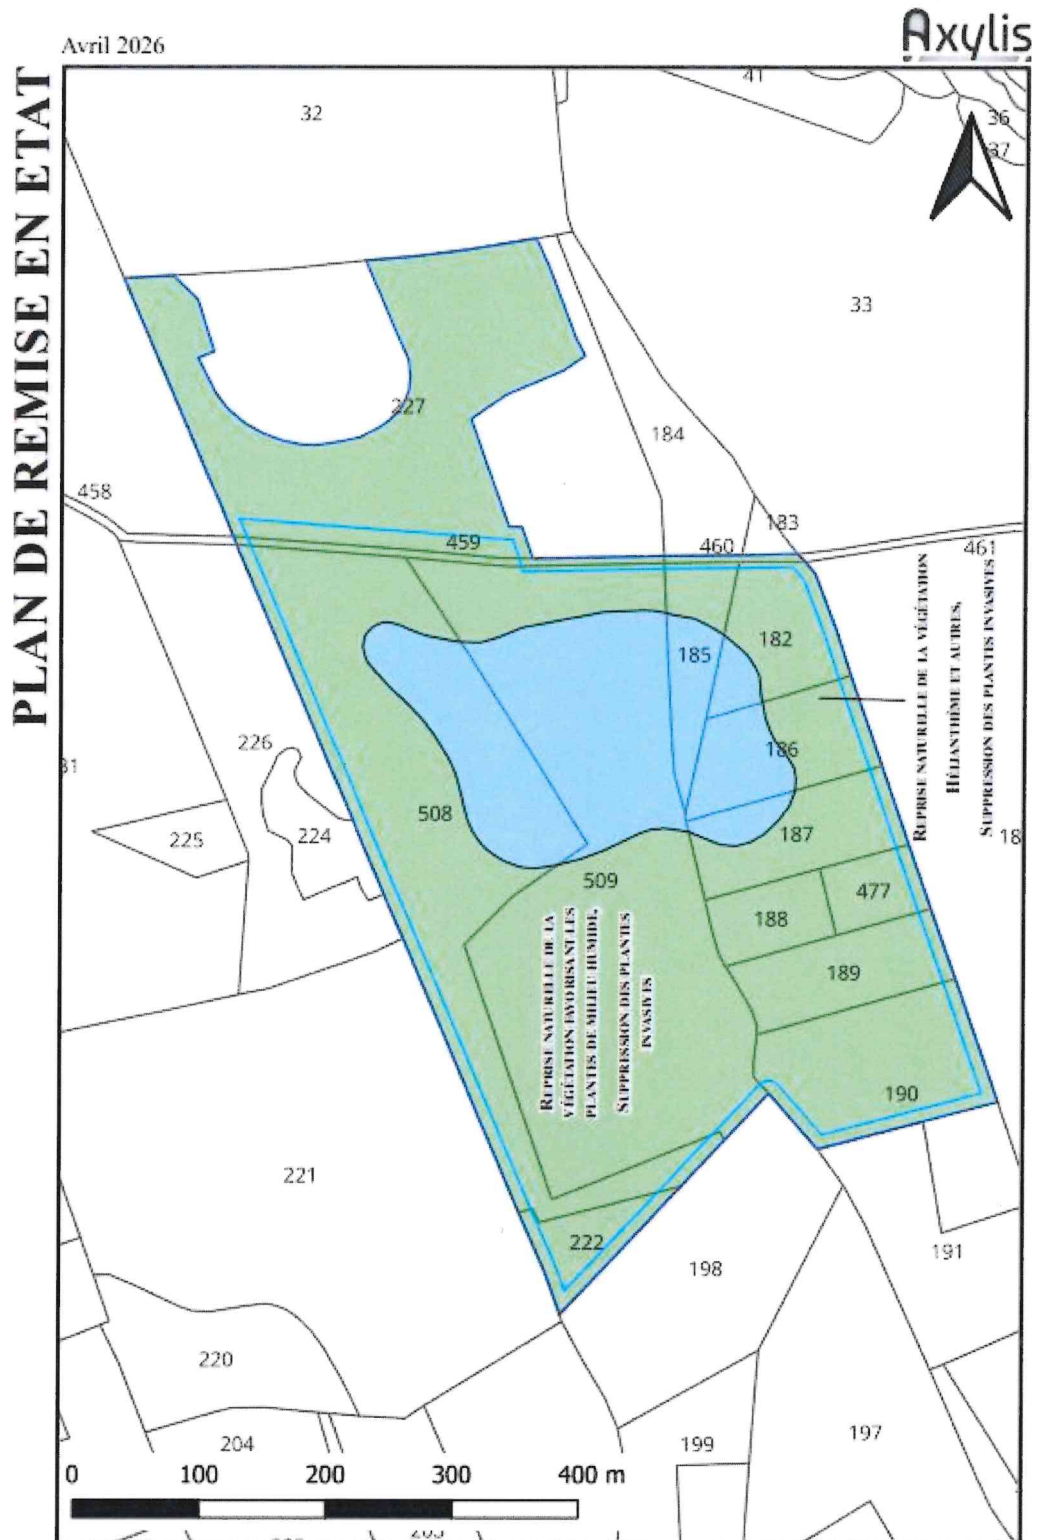 Avril 2026
Axylis
PLAN DE REMISE EN ETAT
32
41
36
37
33
227
184
458
183
459
460
461
182
185
REPRISE NATURELLE DE LA VÉGÉTATION
HÉLIANTHÈME ET AUTRES,
SUPPRESSION DES PLANTES INVASIVES
226
186
31
508
187
18
225
224
509
477
188
REPRISE NATURELLE DE LA
VÉGÉTATION FAVORISANT LES
PLANTES DE MILIEU HUMIDE,
SUPPRESSION DES PLANTES
INVASIVES
189
190
221
222
191
198
220
204
199
197
0 100 200 300 400 m